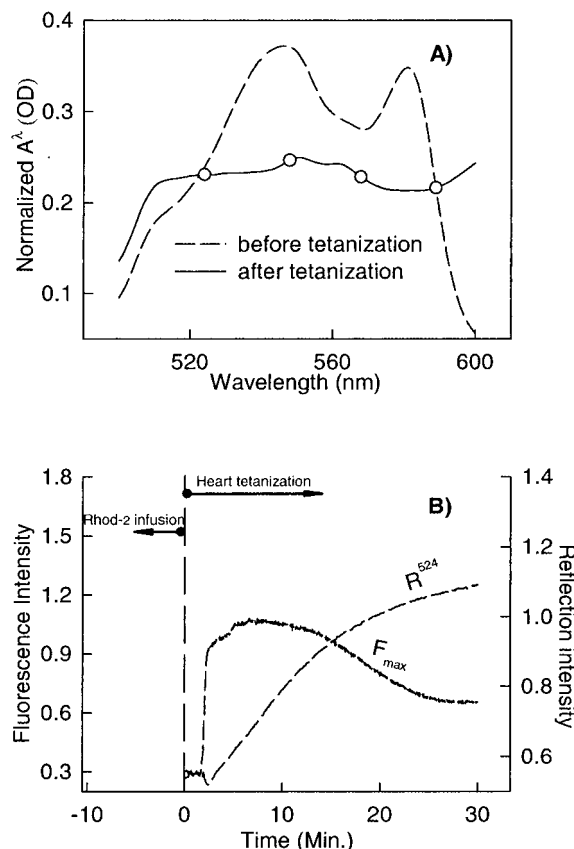 A)
Normalized A^λ (OD)
0.4
0.3
0.2
0.1
before tetanization
after tetanization
520
560
600
Wavelength (nm)
B)
Fluorescence Intensity
1.8
1.5
1.2
0.9
0.6
0.3
Heart tetanization
Rhod-2 infusion
R^524
F_max
1.4
1.2
1.0
0.8
0.6
Reflection intensity
-10
0
10
20
30
Time (Min.)